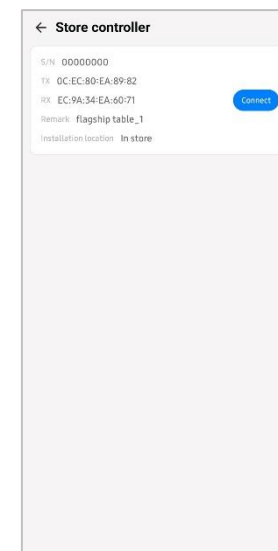 ← Store controller
S/N 00000000
TX 0C:EC:80:EA:89:82
RX EC:9A:34:EA:60:71
Connect
Remark flagship table_1
Installation location In store